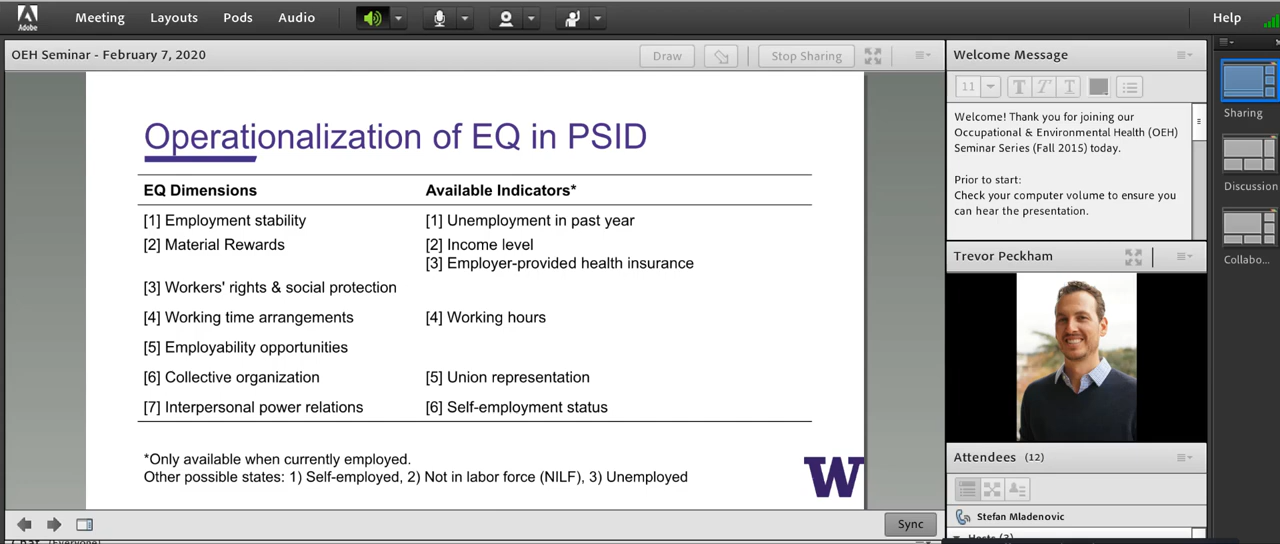 Adobe
Meeting Layouts Pods Audio Help
OEH Seminar - February 7, 2020
Draw
Stop Sharing
Operationalization of EQ in PSID
EQ Dimensions Available Indicators*
[1] Employment stability [1] Unemployment in past year
[2] Material Rewards [2] Income level
[3] Employer-provided health insurance
[3] Workers' rights & social protection
[4] Working time arrangements [4] Working hours
[5] Employability opportunities
[6] Collective organization [5] Union representation
[7] Interpersonal power relations [6] Self-employment status
*Only available when currently employed.
Other possible states: 1) Self-employed, 2) Not in labor force (NILF), 3) Unemployed
W
Sync
Welcome Message
11 T T T
Welcome! Thank you for joining our
Occupational & Environmental Health (OEH)
Seminar Series (Fall 2015) today.
Prior to start:
Check your computer volume to ensure you
can hear the presentation.
Trevor Peckham
Attendees (12)
Stefan Mladenovic
Hosts (3)
Sharing
Discussion
Collabo...
Chat (Everyone)